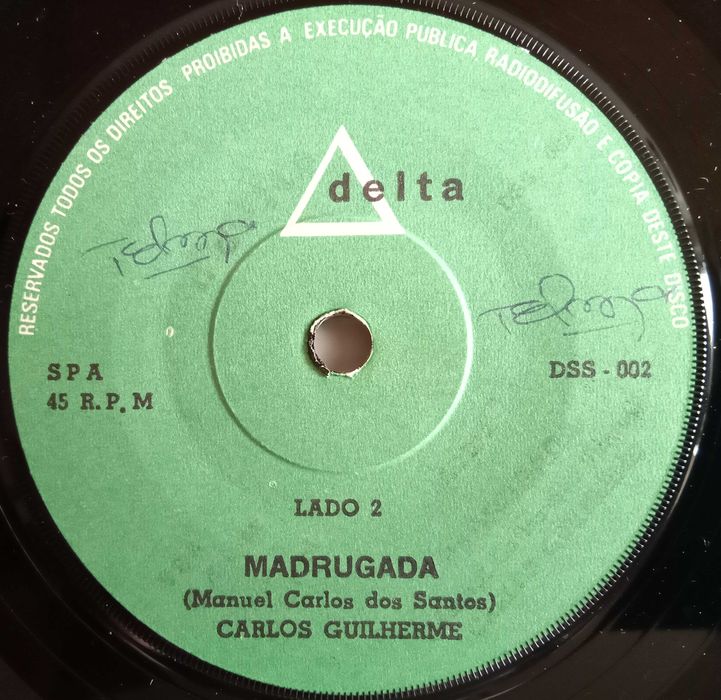 RESERVADOS TODOS OS DIREITOS PROIBIDAS A EXECUÇÃO PUBLICA, RADIODIFUSÃO E COPIA DESTE DISCO
delta
SPA
45 R.P.M
DSS - 002
LADO 2
MADRUGADA
(Manuel Carlos dos Santos)
CARLOS GUILHERME